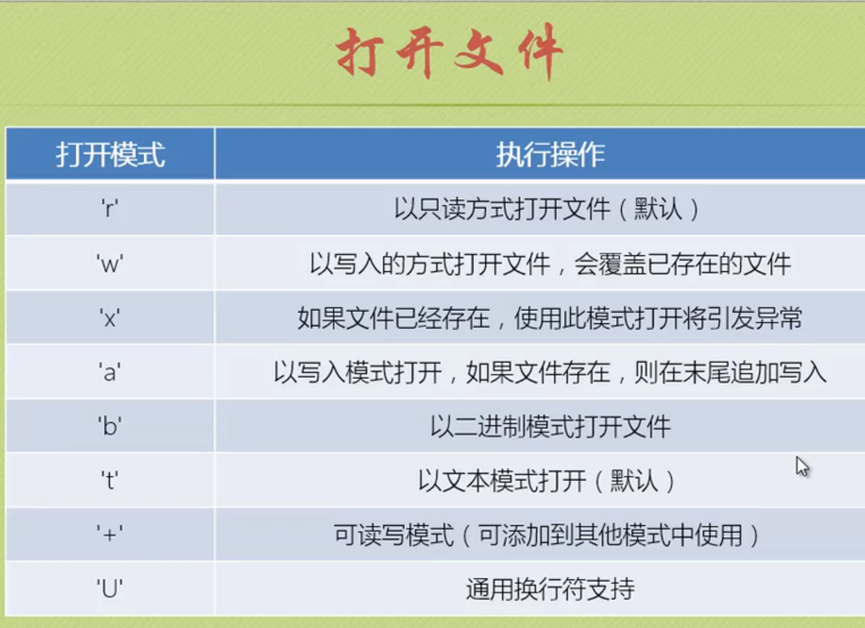 打开文件
打开模式 执行操作
'r' 以只读方式打开文件（默认）
'w' 以写入的方式打开文件，会覆盖已存在的文件
'x' 如果文件已经存在，使用此模式打开将引发异常
'a' 以写入模式打开，如果文件存在，则在末尾追加写入
'b' 以二进制模式打开文件
't' 以文本模式打开（默认）
'+' 可读写模式（可添加到其他模式中使用）
'U' 通用换行符支持